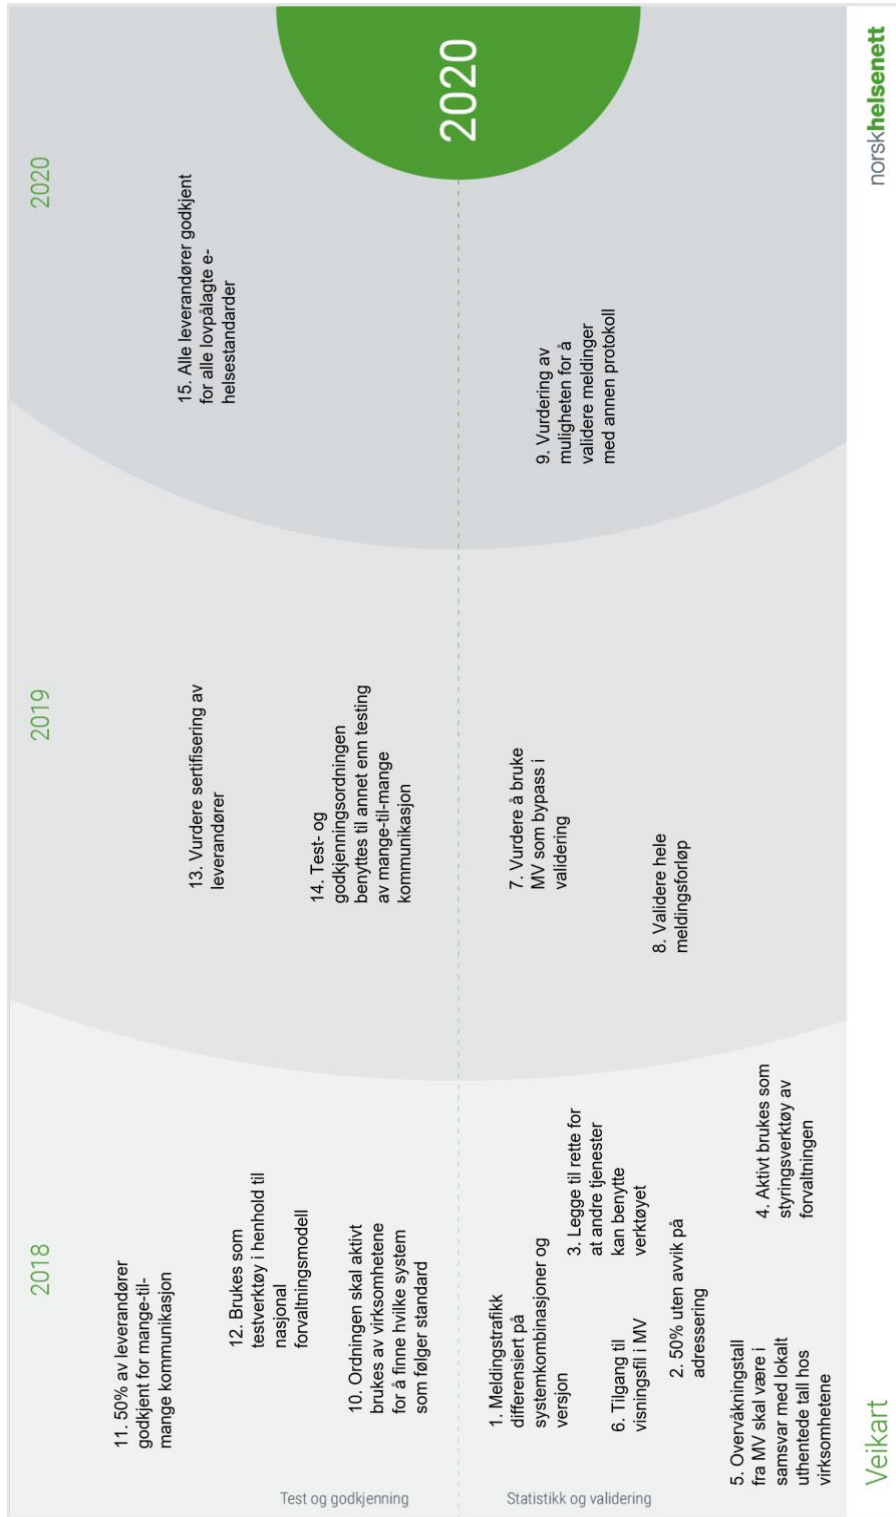 2018
2019
2020
11. 50% av leverandører
godkjent for mange-til-
mange kommunikasjon
12. Brukes som
testverktøy i henhold til
nasjonal
forvaltningsmodell
10. Ordningen skal aktivt
brukes av virksomhetene
for å finne hvilke system
som følger standard
13. Vurdere sertifisering av
leverandører
14. Test- og
godkjenningsordningen
benyttes til annet enn testing
av mange-til-mange
kommunikasjon
15. Alle leverandører godkjent
for alle lovpålagte e-
helsestandarder
Test og godkjenning
2020
Statistikk og validering
1. Meldingstrafikk
differensiert på
systemkombinasjoner og
versjon
3. Legge til rette for
at andre tjenester
kan benytte
verktøyet
6. Tilgang til
visningsfil i MV
2. 50% uten avvik på
adressering
4. Aktivt brukes som
styringsverktøy av
forvaltningen
5. Overvåkningstall
fra MV skal være i
samsvar med lokalt
uthentede tall hos
virksomhetene
7. Vurdere å bruke
MV som bypass i
validering
8. Validere hele
meldingsforløp
9. Vurdering av
muligheten for å
validere meldinger
med annen protokoll
Veikart
norskhelsenett